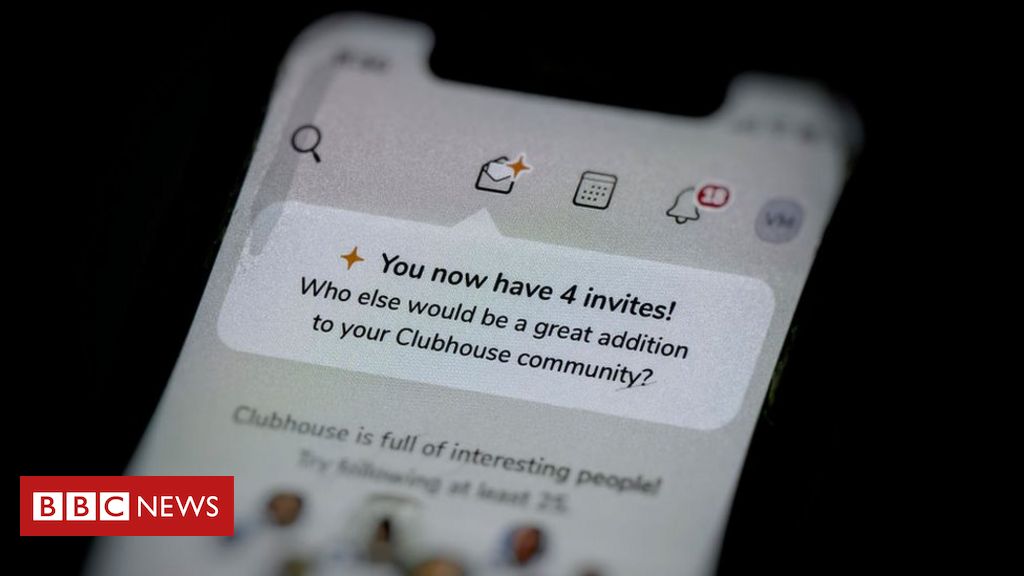 VM
You now have 4 invites!
Who else would be a great addition
to your Clubhouse community?
Clubhouse is full of interesting people!
Try following at least 25.
BBC NEWS